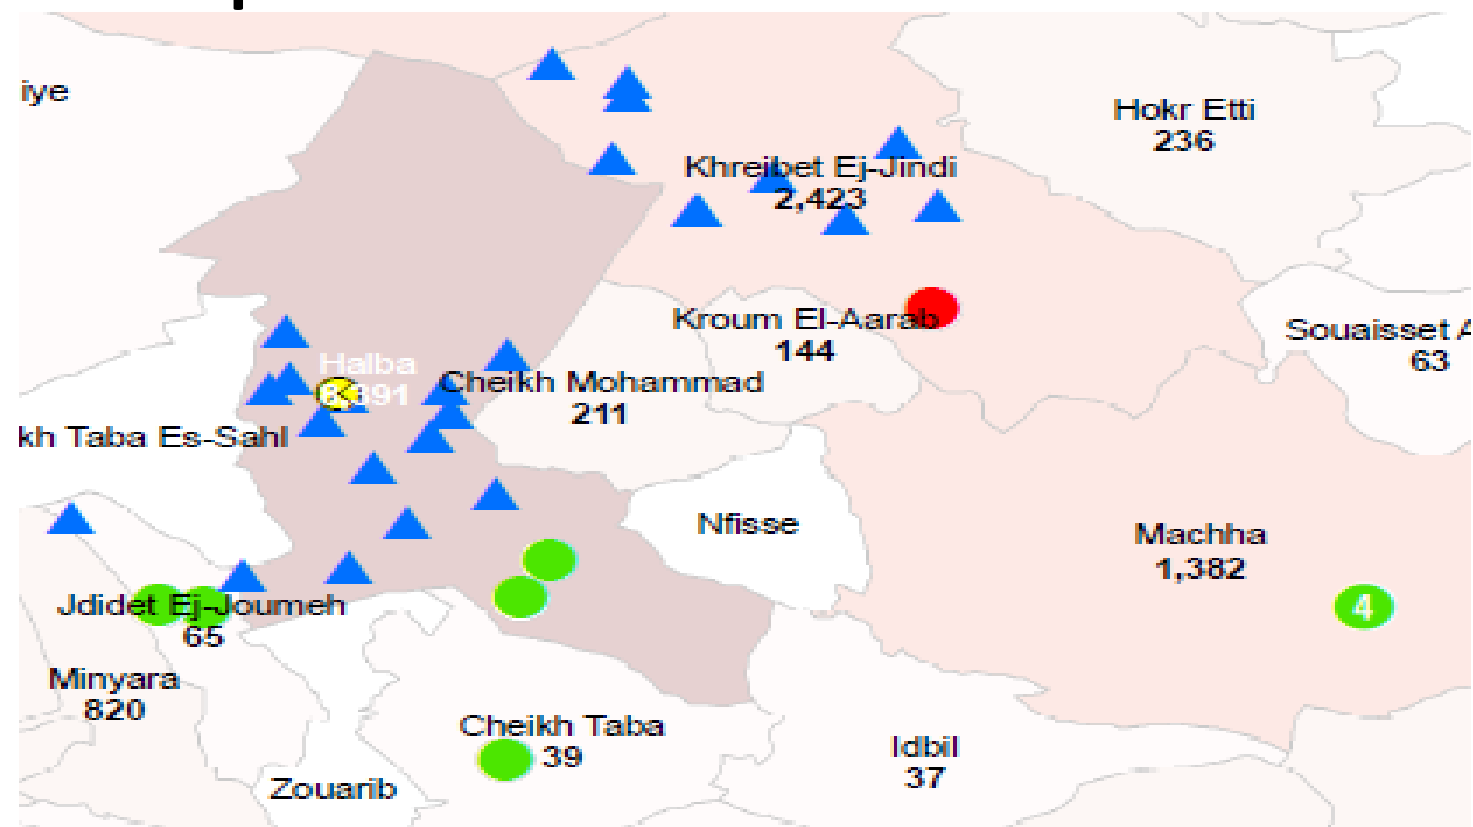 iye
Hokr Etti
236
Khreibet Ej-Jindi
2,423
Kroum El-Aarab
144
Souaisset A
63
Halba
Cheikh Mohammad
211
kh Taba Es-Sahl
Nfisse
Machha
1,382
4
Jdidet Ej-Joumeh
65
Minyara
820
Cheikh Taba
39
Idbil
37
Zouarib